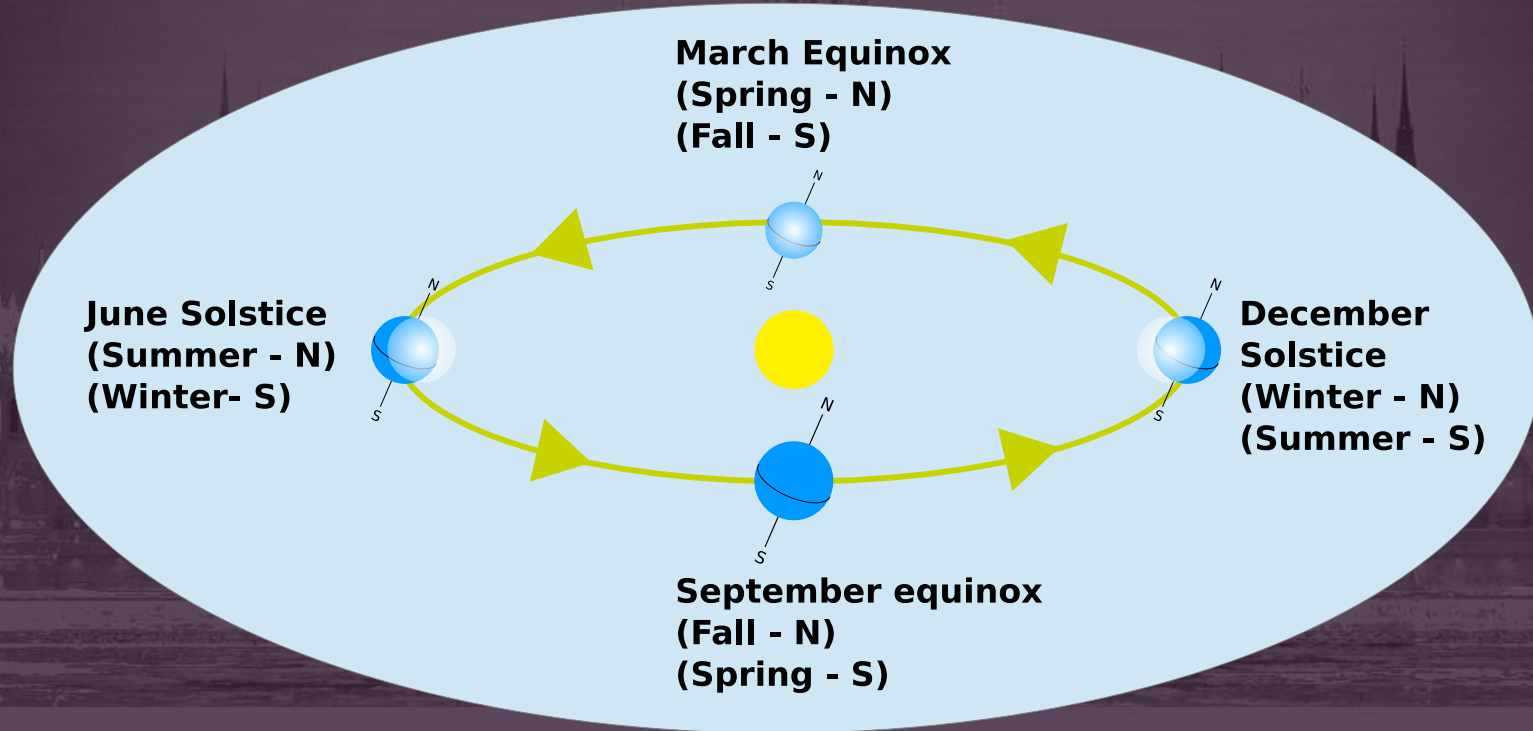 March Equinox
(Spring - N)
(Fall - S)
N
S
June Solstice
(Summer - N)
(Winter- S)
N
S
N
S
December
Solstice
(Winter - N)
(Summer - S)
N
S
September equinox
(Fall - N)
(Spring - S)